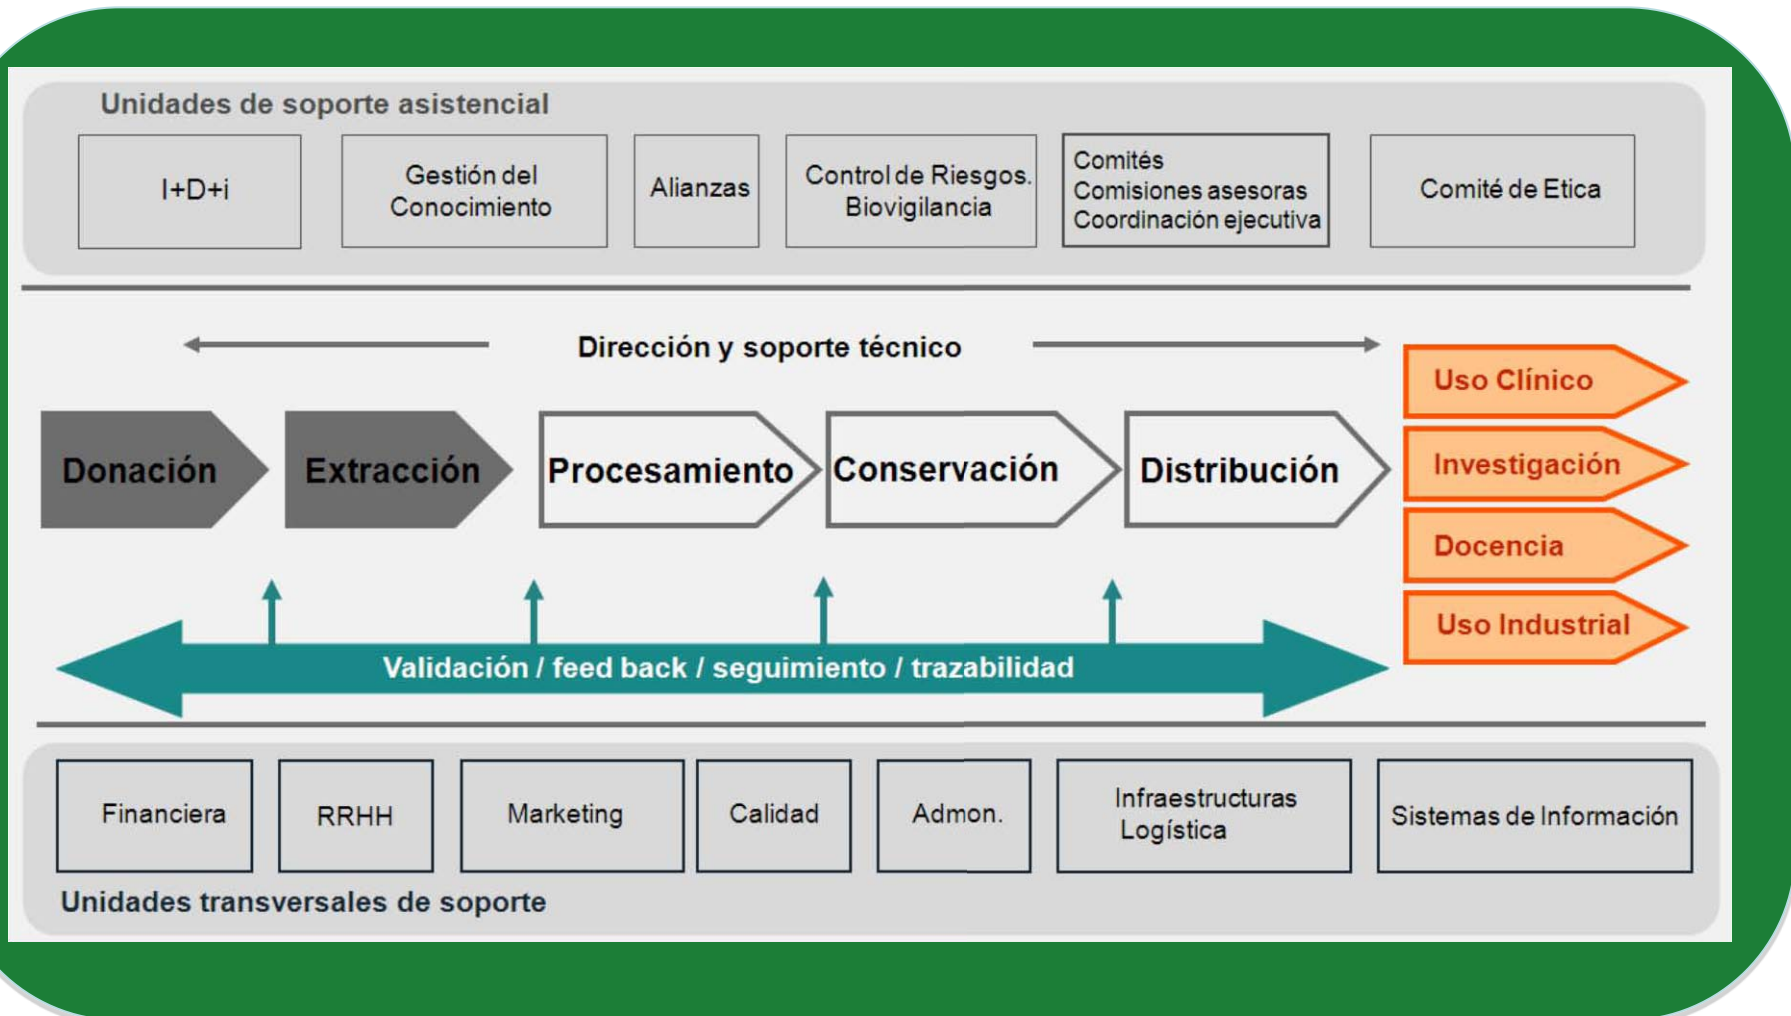 Unidades de soporte asistencial
I+D+i
Gestión del
Conocimiento
Alianzas
Control de Riesgos.
Biovigilancia
Comités
Comisiones asesoras
Coordinación ejecutiva
Comité de Etica
Dirección y soporte técnico
Donación
Extracción
Procesamiento
Conservación
Distribución
Uso Clínico
Investigación
Docencia
Uso Industrial
Validación / feed back / seguimiento / trazabilidad
Financiera
RRHH
Marketing
Calidad
Admon.
Infraestructuras
Logística
Sistemas de Información
Unidades transversales de soporte